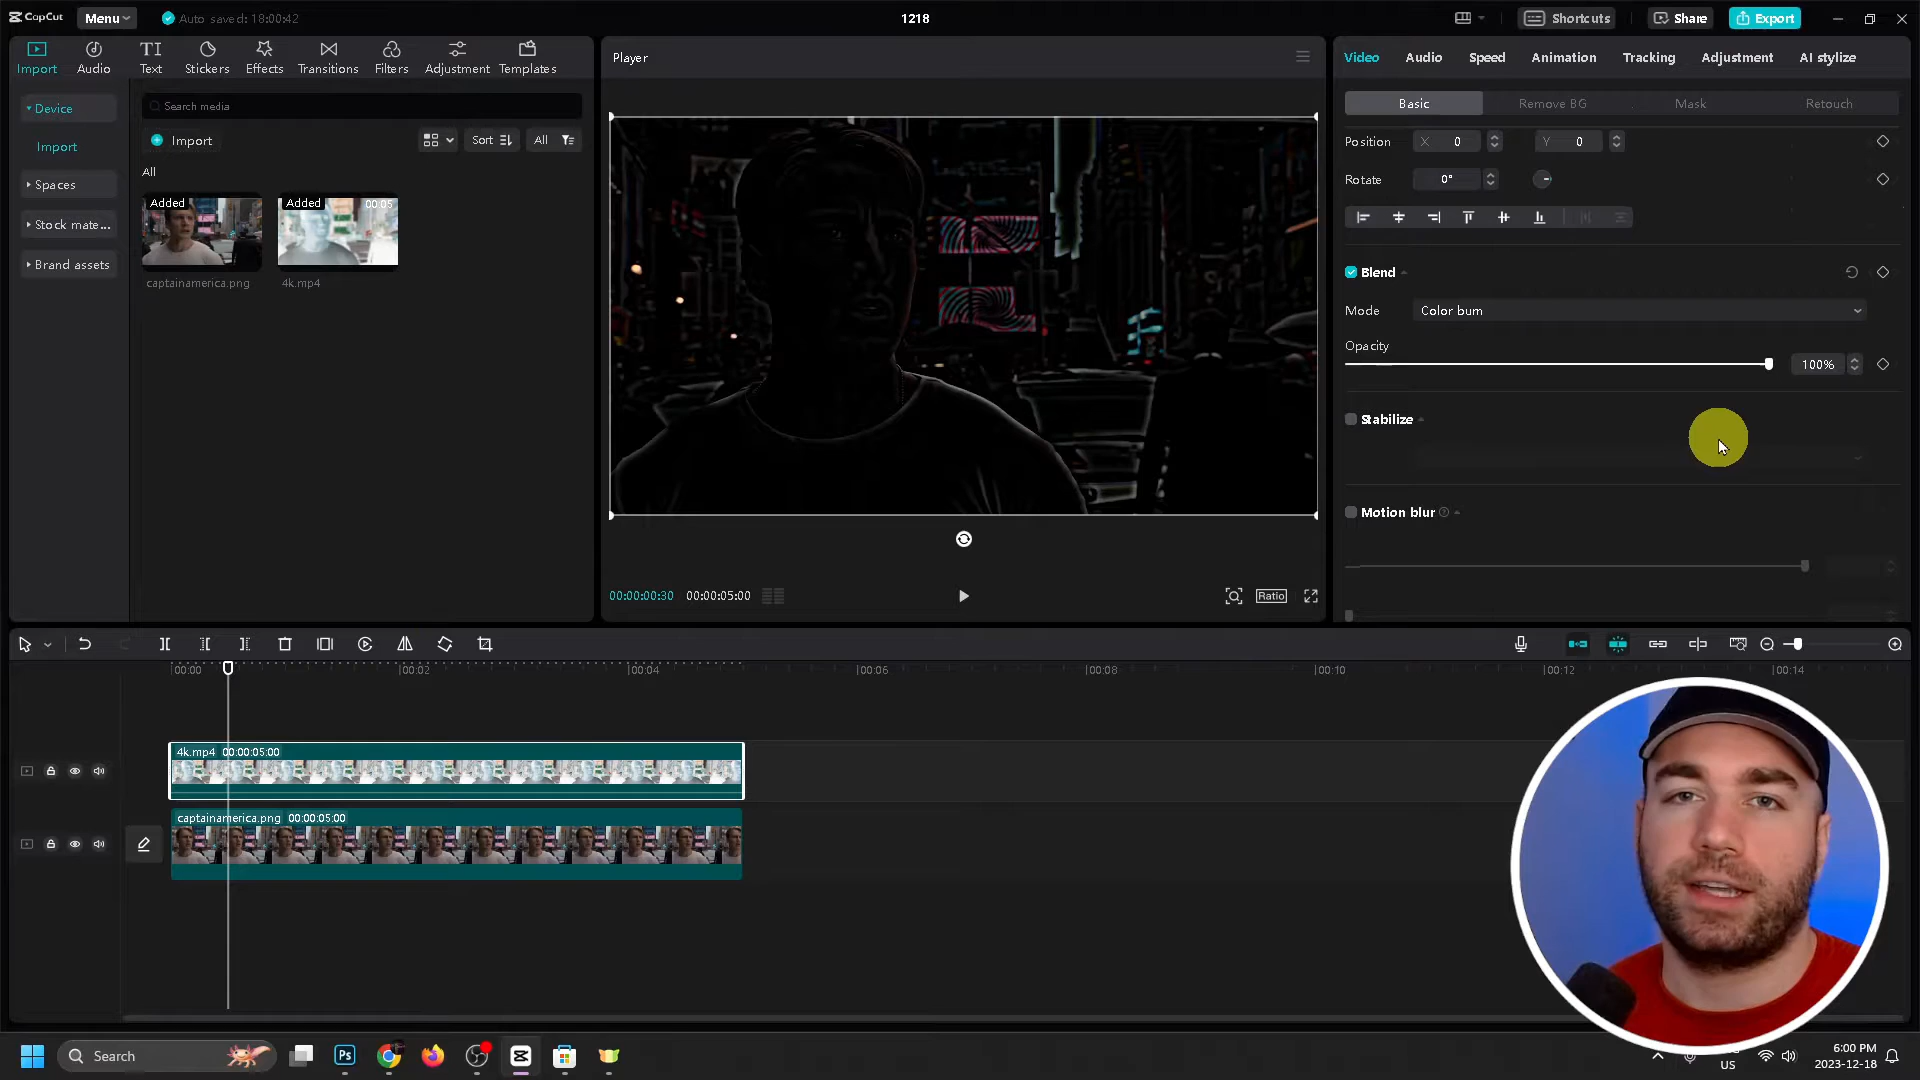 CapCut
Menu
Auto saved: 18:00:42
1218
Shortcuts
Share
Export
Import
Audio
Text
Stickers
Effects
Transitions
Filters
Adjustment
Templates
Device
Import
Spaces
Stock mate...
Brand assets
Search media
Import
Sort
All
All
Added
Added
00:05
captainamerica.png
4k.mp4
Player
00:00:00:30
00:00:05:00
Ratio
Video
Audio
Speed
Animation
Tracking
Adjustment
AI stylize
Basic
Remove BG
Mask
Retouch
Position
X
0
Y
0
Rotate
0°
Blend
Mode
Color burn
Opacity
100%
Stabilize
Motion blur
00:00
00:02
00:04
00:06
00:08
00:10
00:12
00:14
4k.mp4 00:00:05:00
captainamerica.png 00:00:05:00
Search
Ps
US
6:00 PM
2023-12-18